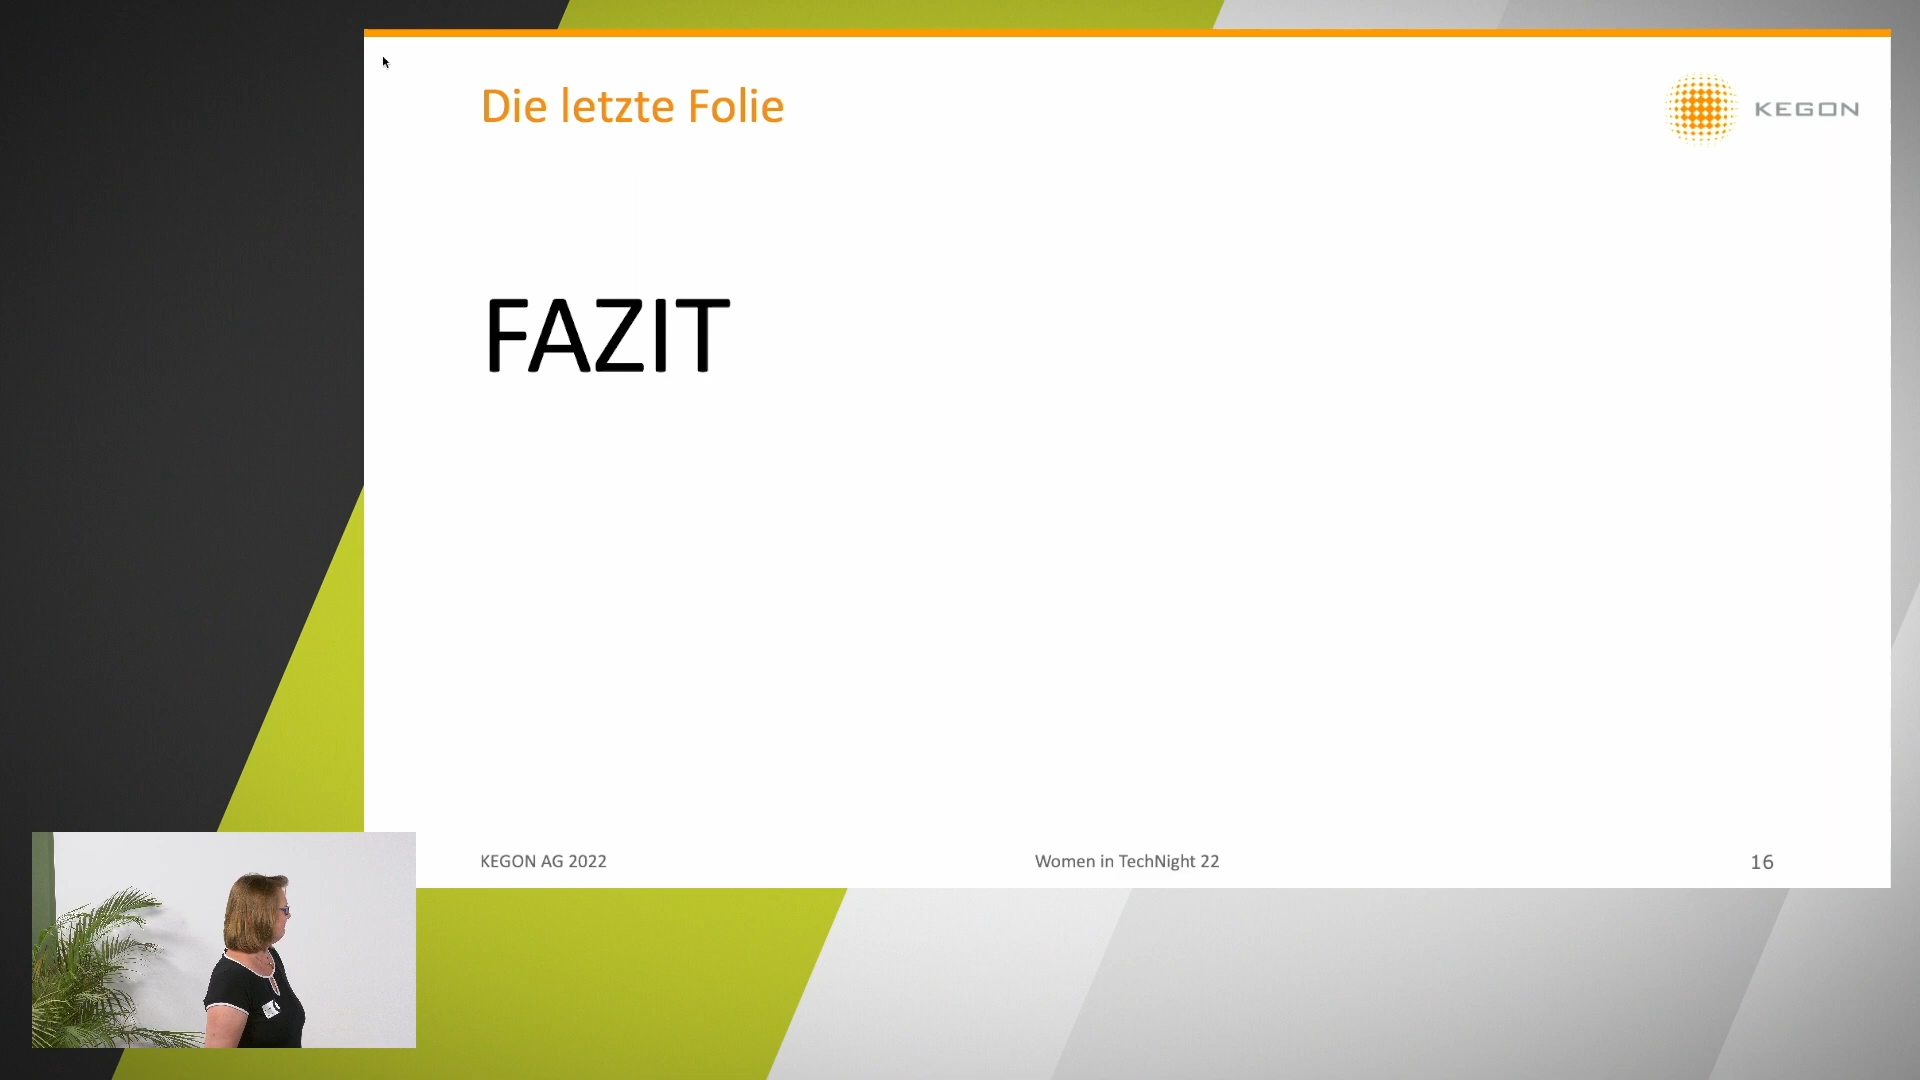 Die letzte Folie
KEGON
FAZIT
KEGON AG 2022
Women in TechNight 22
16